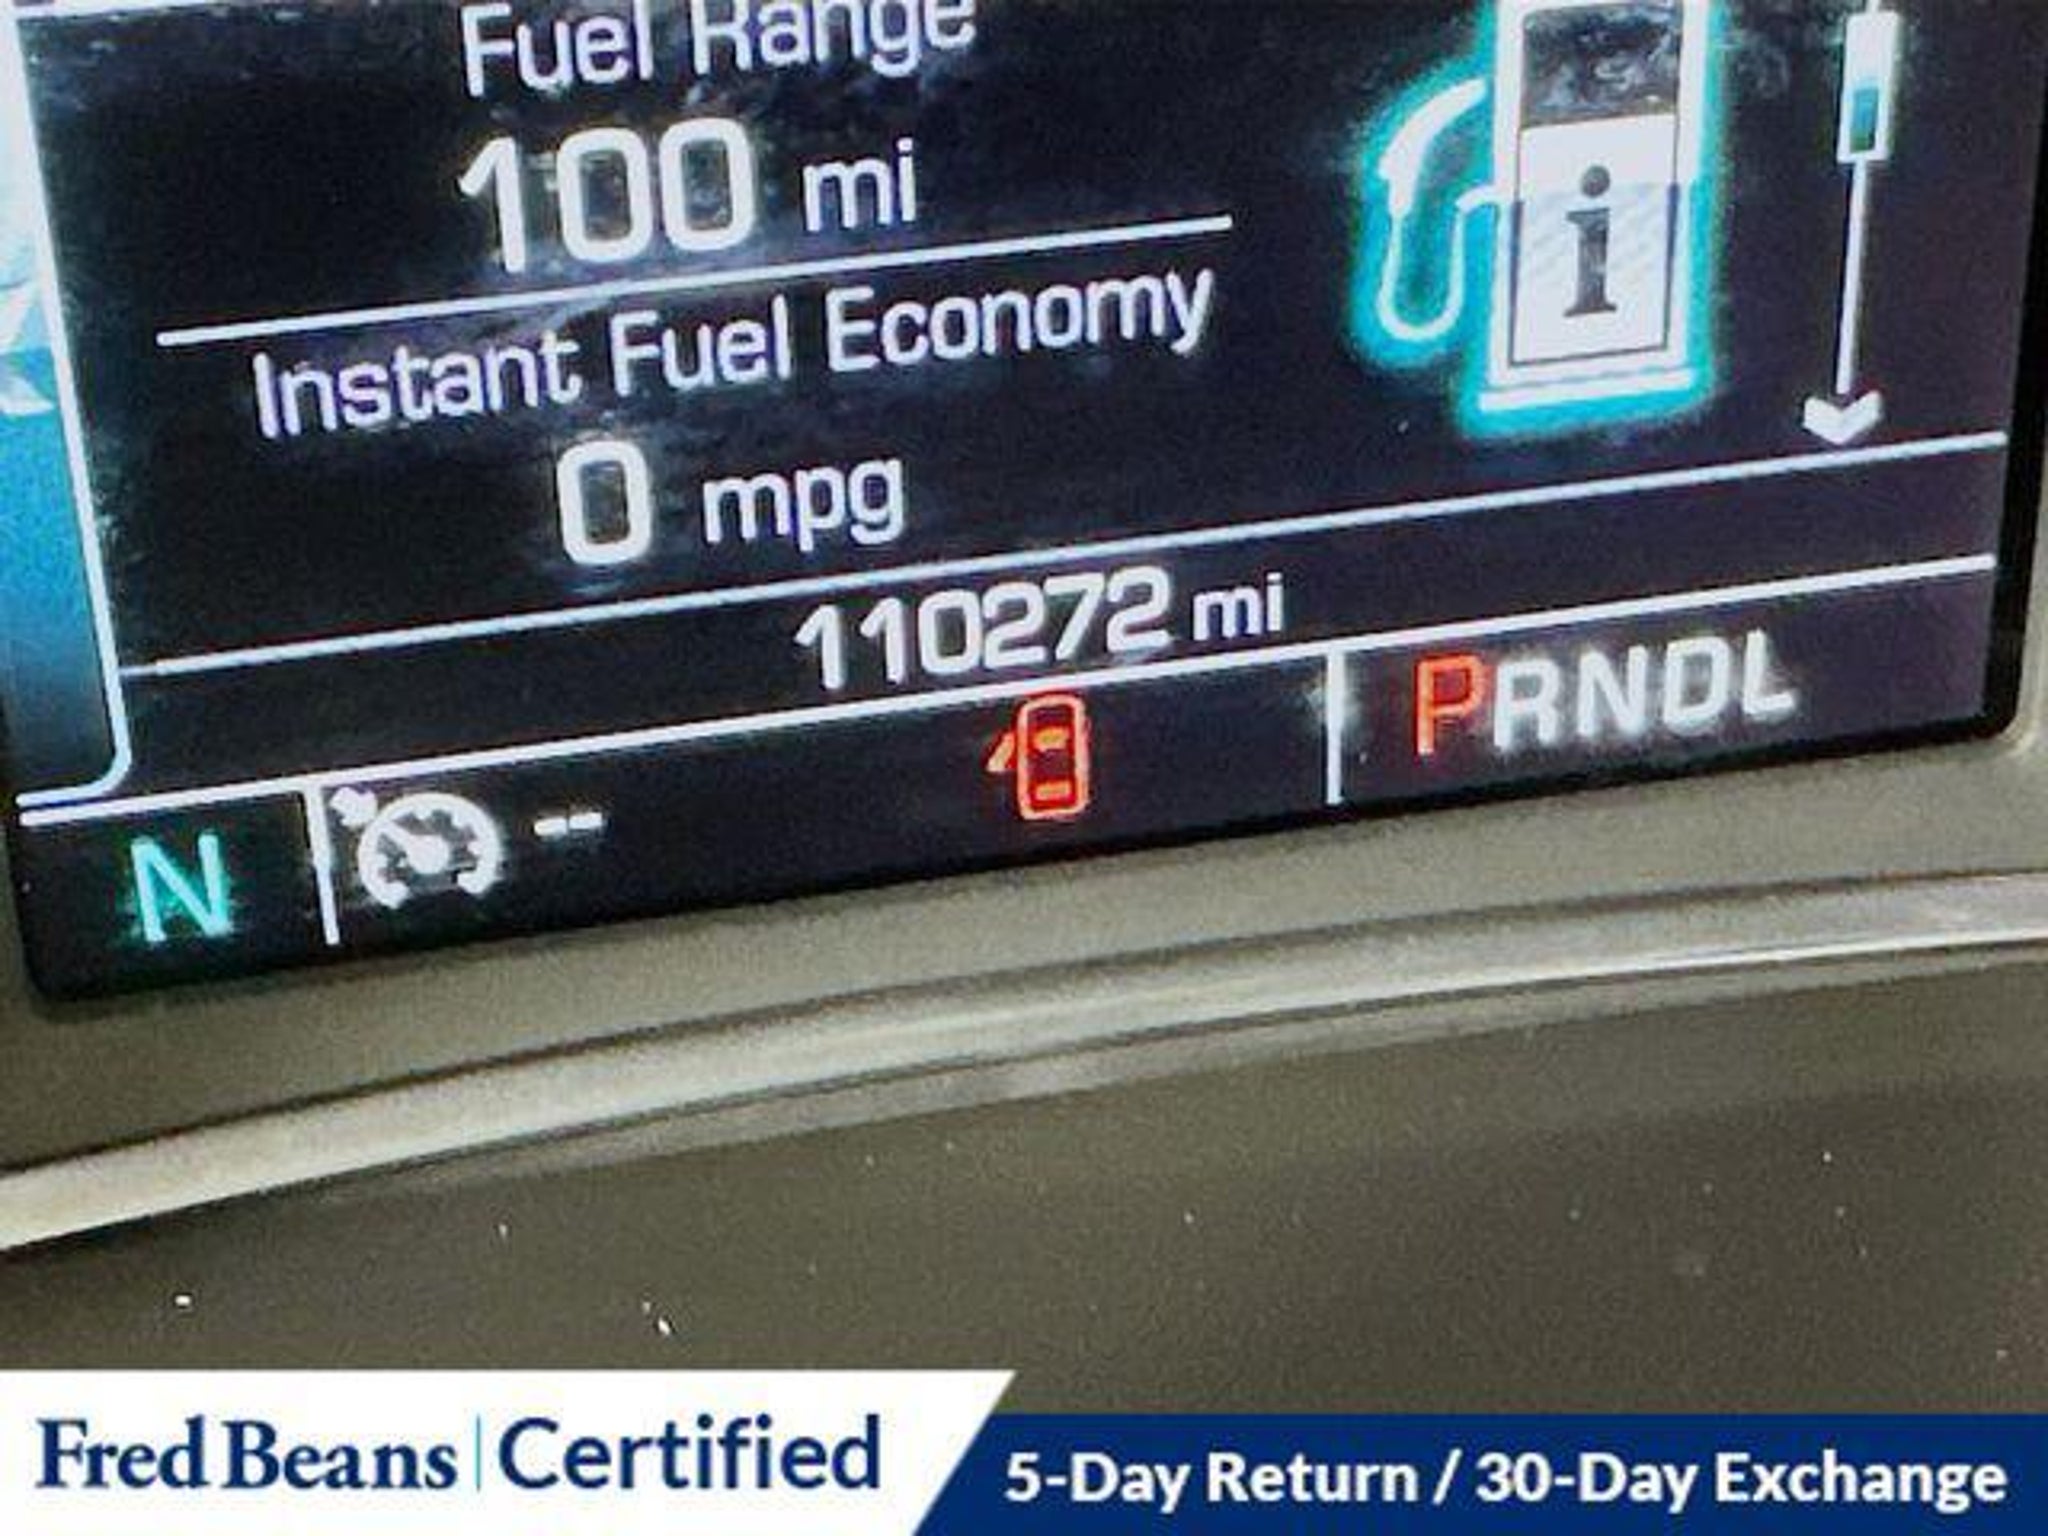 Fuel Range
100 mi
Instant Fuel Economy
0 mpg
i
110272 mi
PRNDL
N
--
Fred Beans | Certified
5-Day Return / 30-Day Exchange